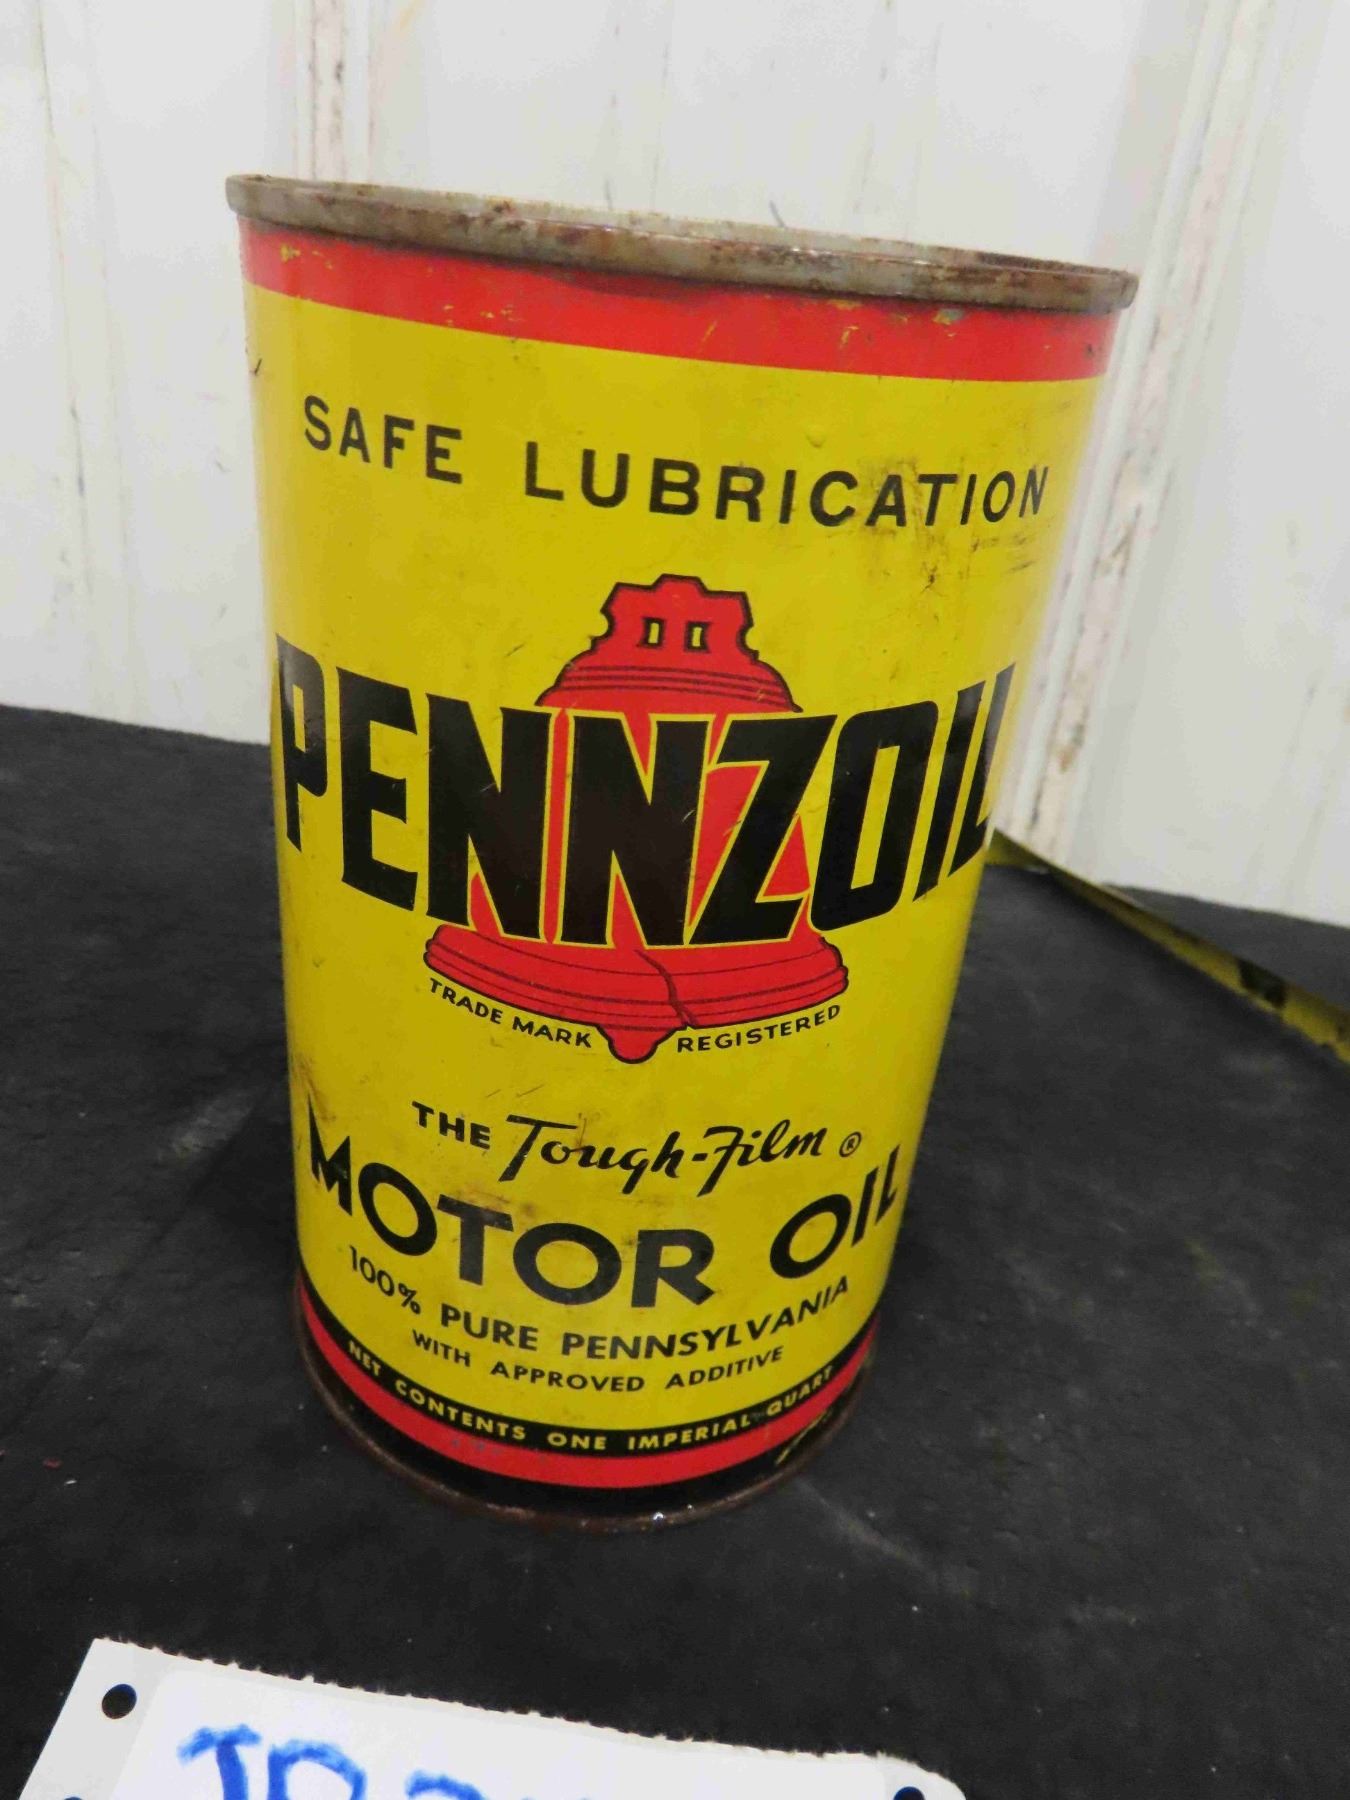 SAFE LUBRICATION
PENNZOIL
TRADE MARK REGISTERED
THE Tough-Film ®
MOTOR OIL
100% PURE PENNSYLVANIA
WITH APPROVED ADDITIVE
NET CONTENTS ONE IMPERIAL QUART